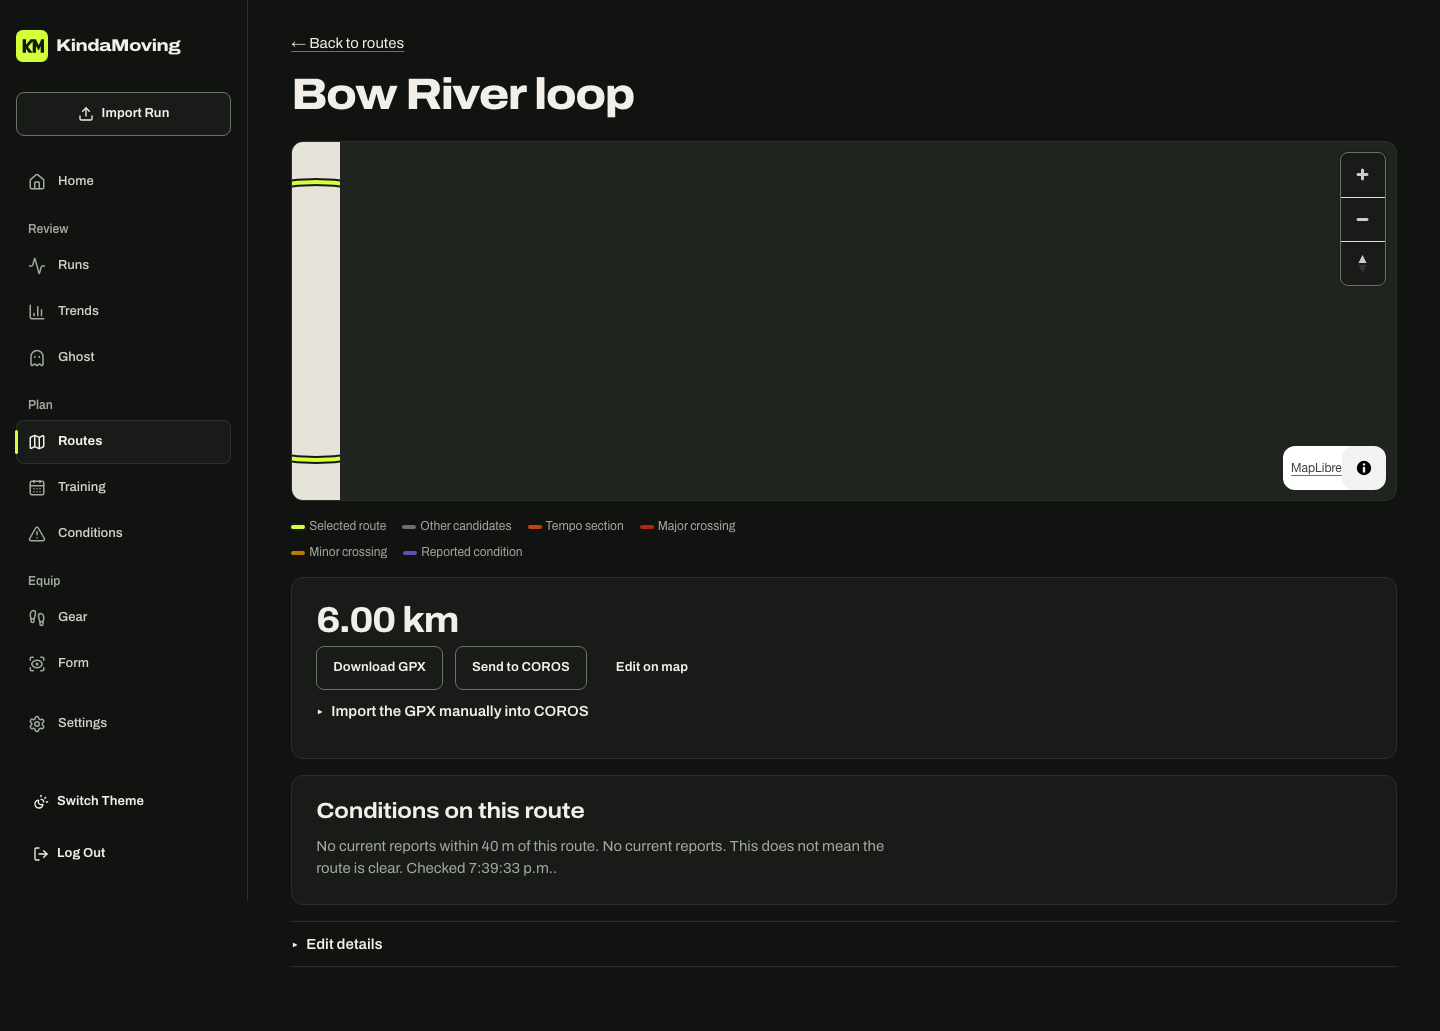 KM KindaMoving
Import Run
Home
Review
Runs
Trends
Ghost
Plan
Routes
Training
Conditions
Equip
Gear
Form
Settings
Switch Theme
Log Out
← Back to routes
Bow River loop
MapLibre
Selected route Other candidates Tempo section Major crossing
Minor crossing Reported condition
6.00 km
Download GPX Send to COROS Edit on map
Import the GPX manually into COROS
Conditions on this route
No current reports within 40 m of this route. No current reports. This does not mean the
route is clear. Checked 7:39:33 p.m..
Edit details